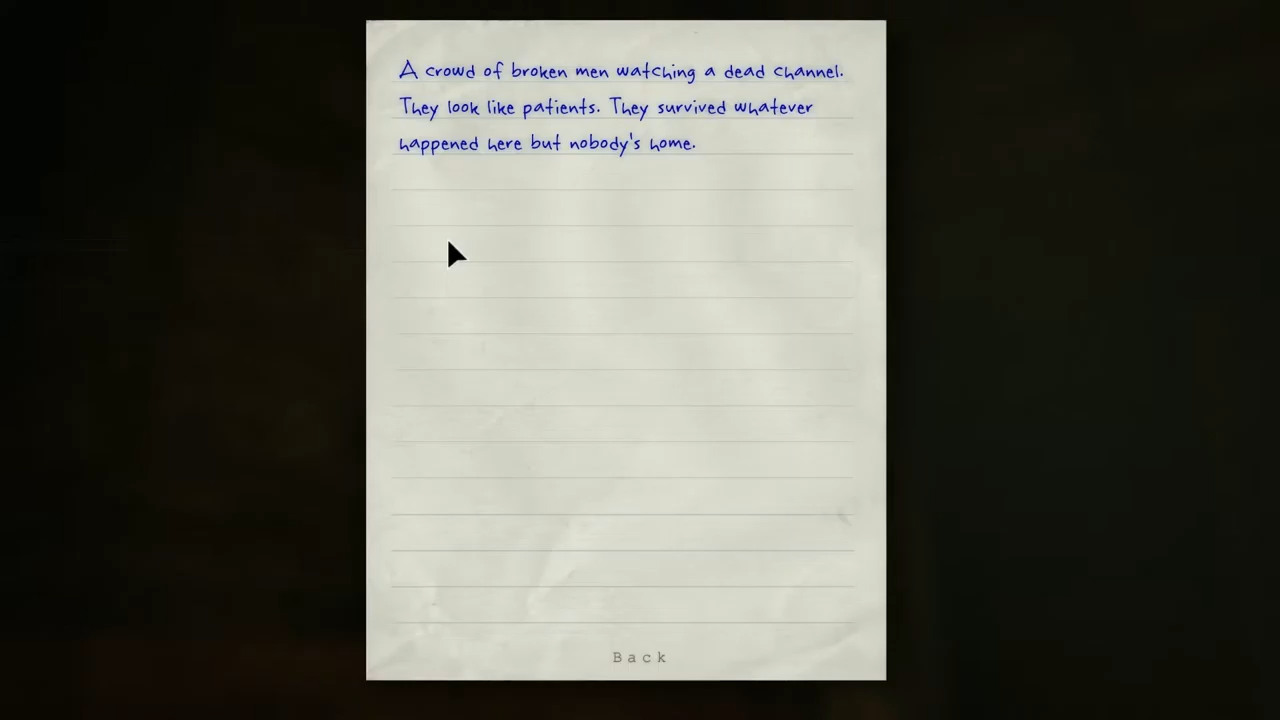 A crowd of broken men watching a dead channel.
They look like patients. They survived whatever
happened here but nobody's home.
Back